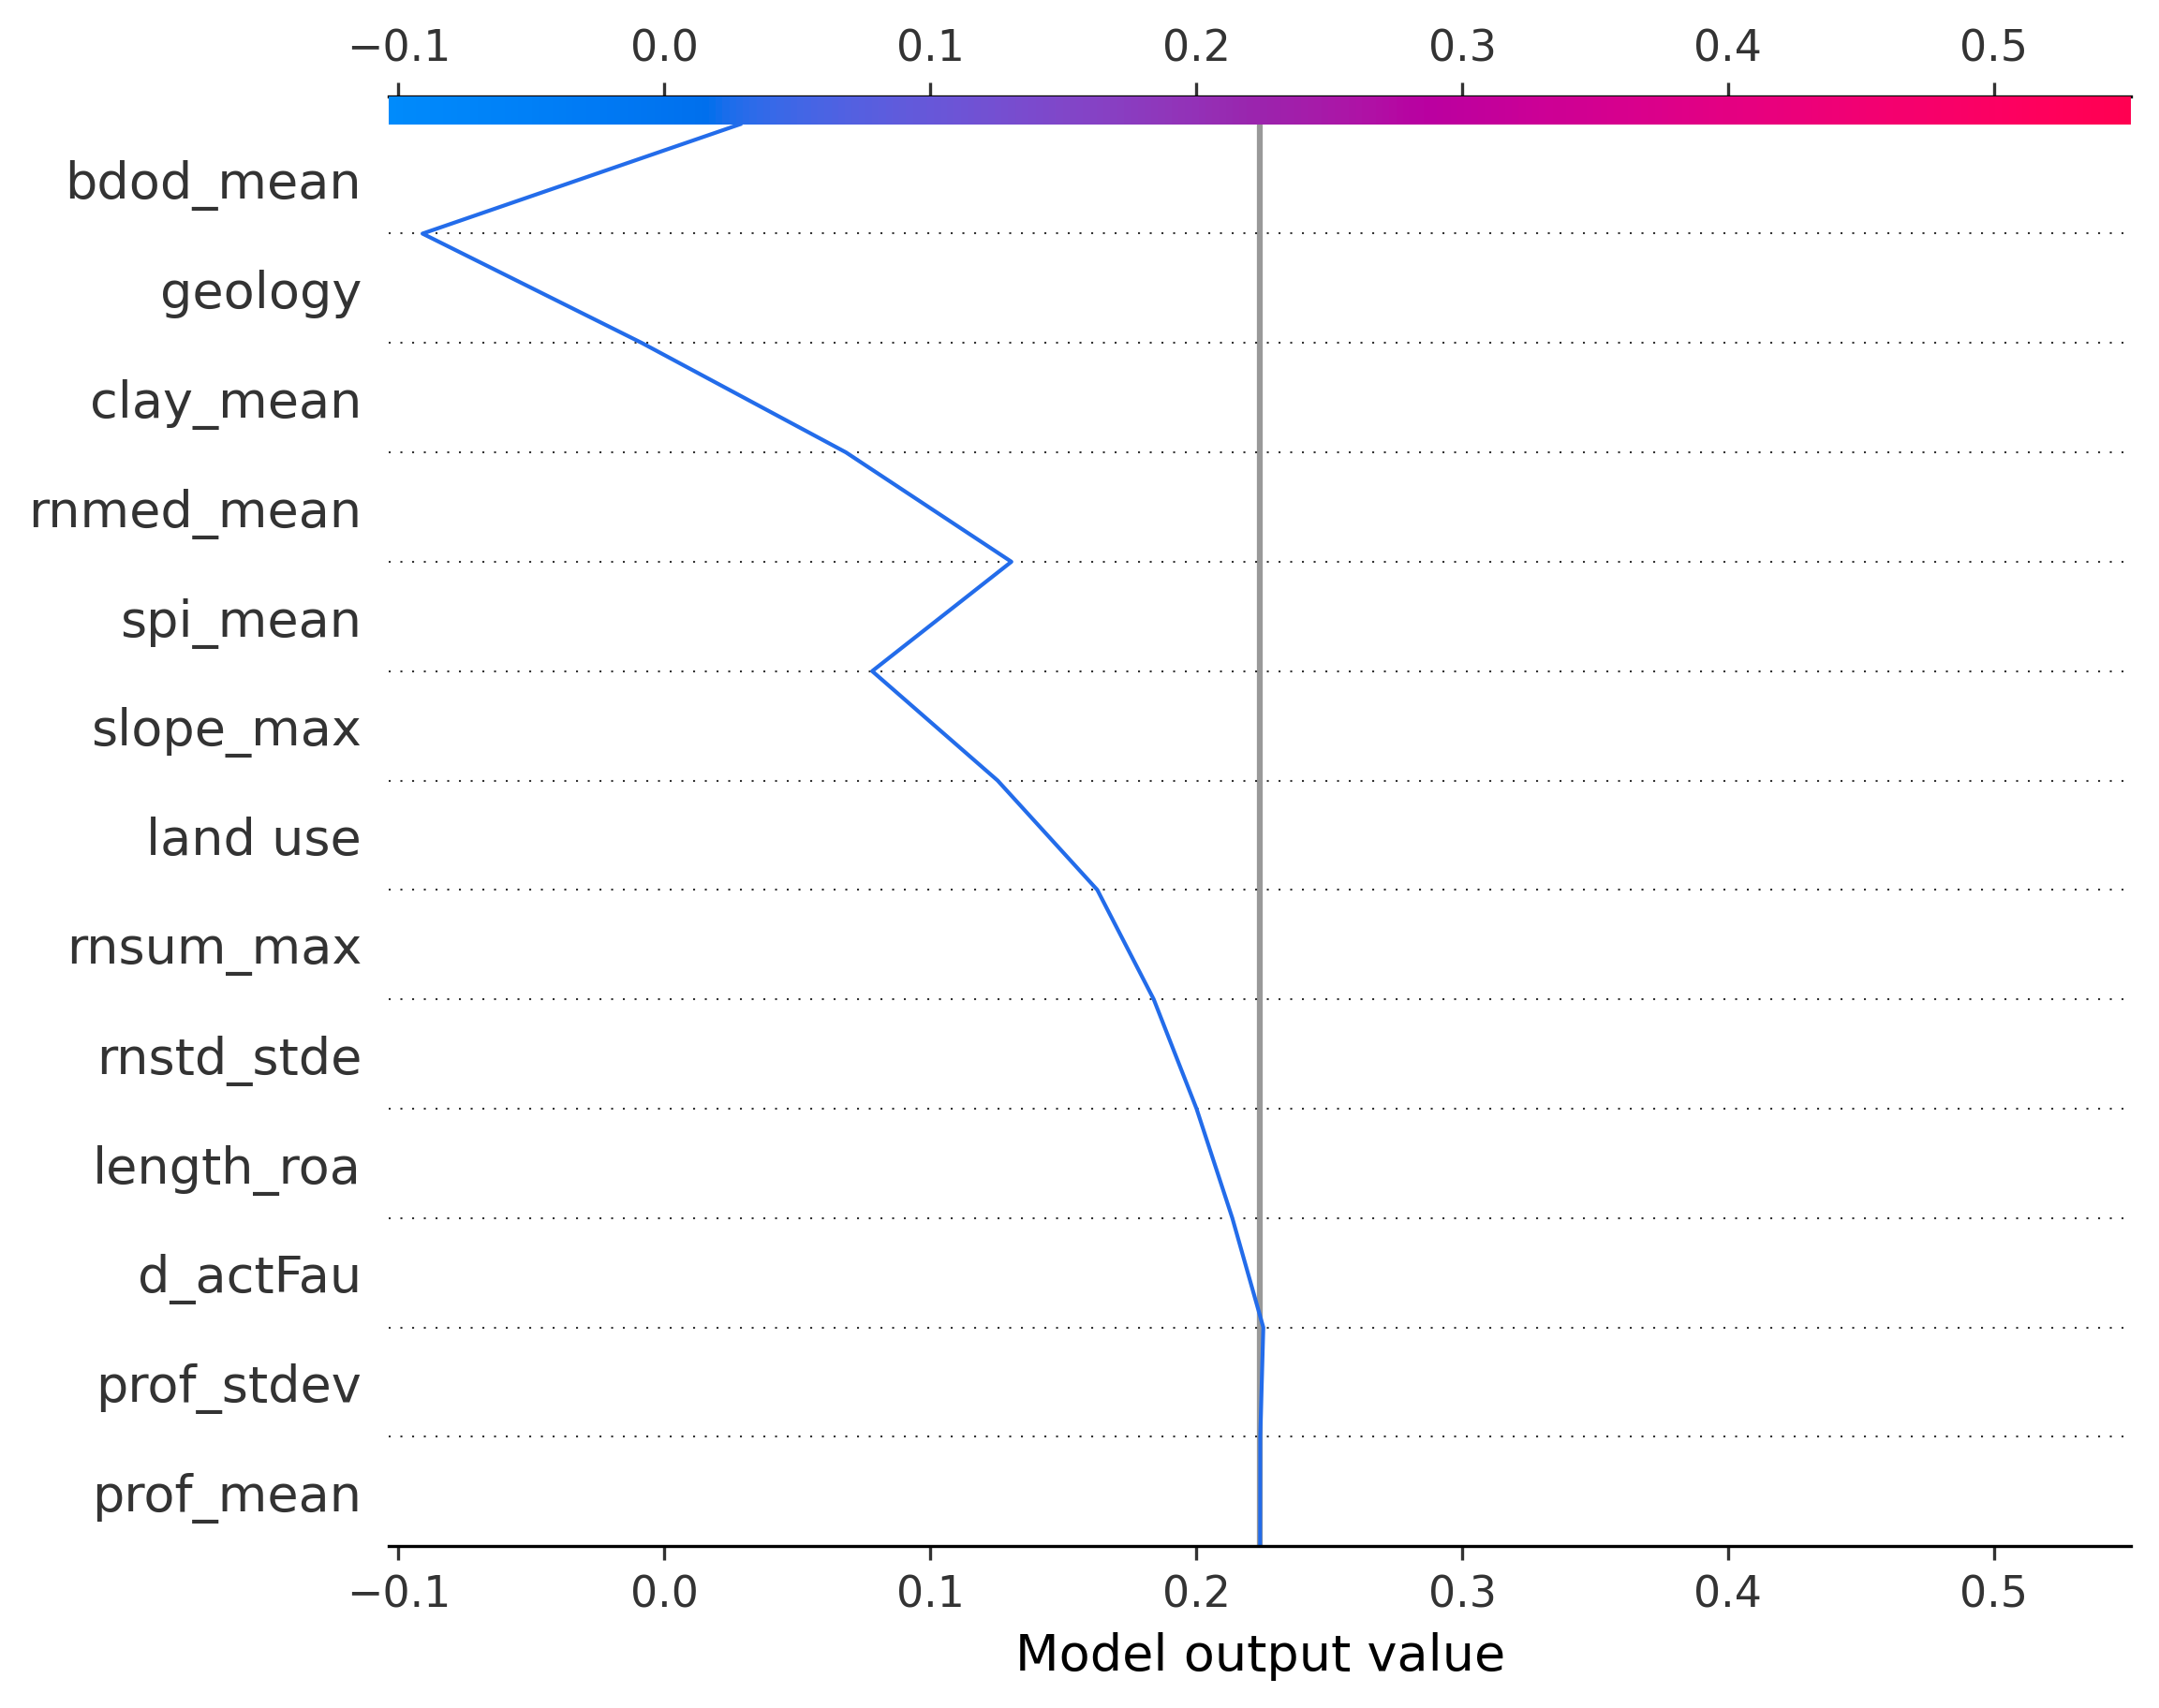 −0.1 0.0 0.1 0.2 0.3 0.4 0.5
bdod_mean
geology
clay_mean
rnmed_mean
spi_mean
slope_max
land use
rnsum_max
rnstd_stde
length_roa
d_actFau
prof_stdev
prof_mean
−0.1 0.0 0.1 0.2 0.3 0.4 0.5
Model output value